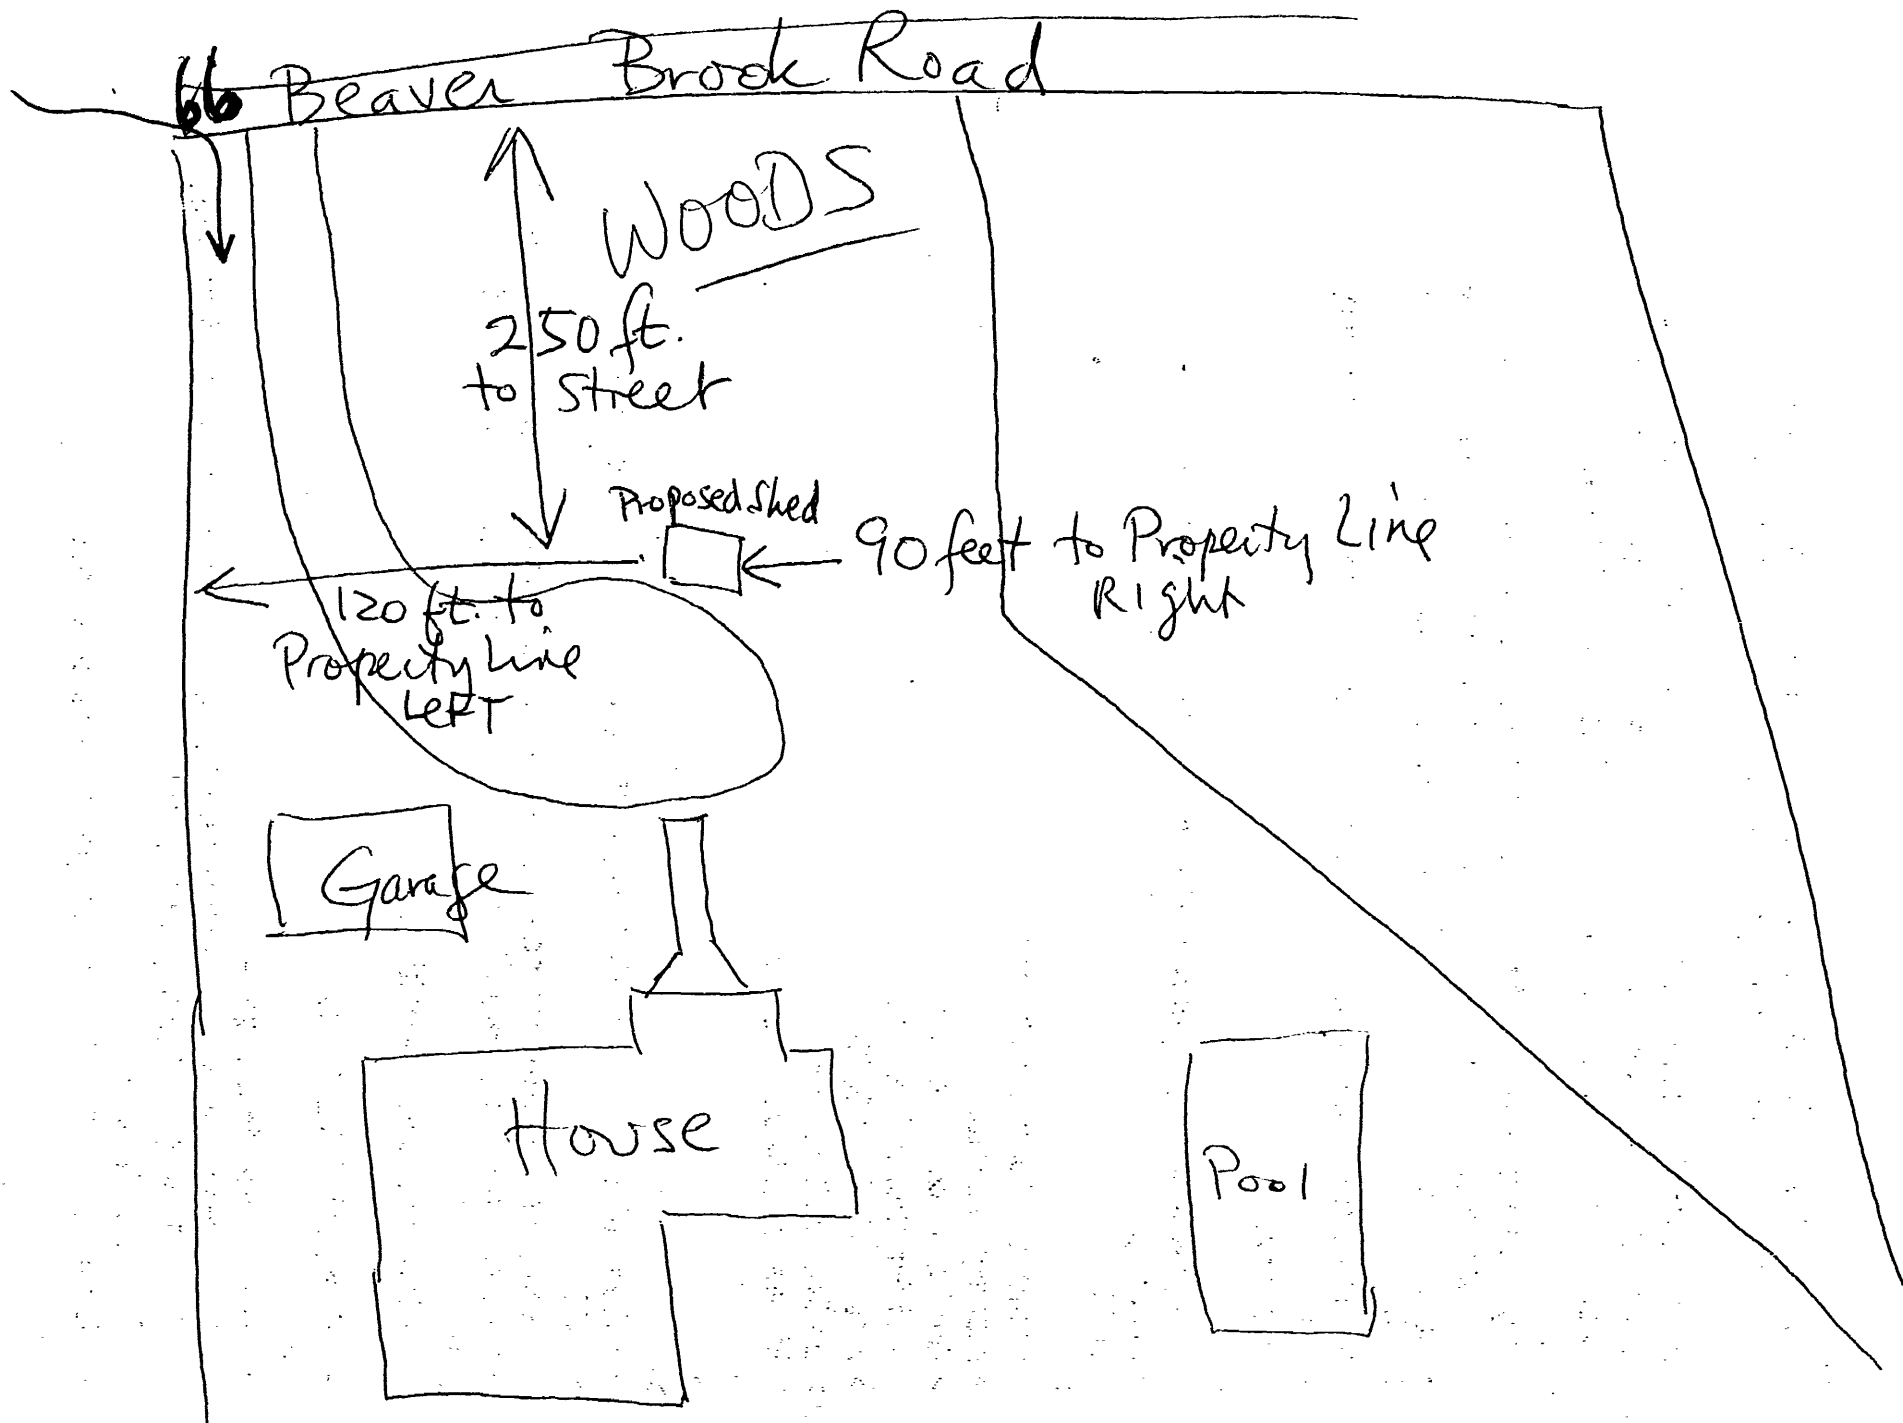 66 Beaver Brook Road
WOODS
250 ft.
to Street
Proposed Shed
90 feet to Property Line
Right
120 ft. to
Property Line
LEFT
Garage
House
Pool